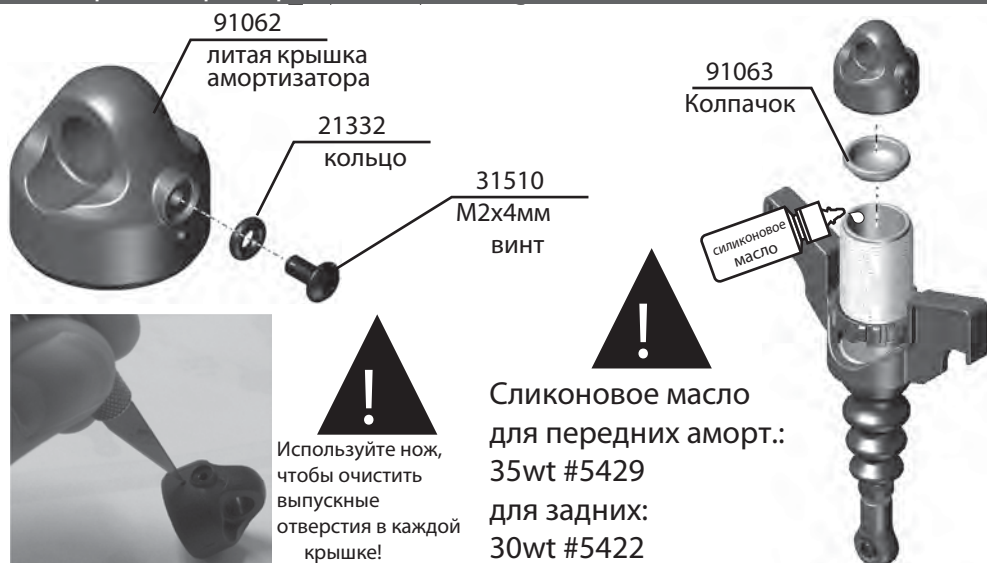 91062
литая крышка
амортизатора
21332
кольцо
31510
М2х4мм
винт
91063
Колпачок
силиконовое
масло
!
Используйте нож,
чтобы очистить
выпускные
отверстия в каждой
крышке!
!
Сликоновое масло
для передних аморт.:
35wt #5429
для задних:
30wt #5422